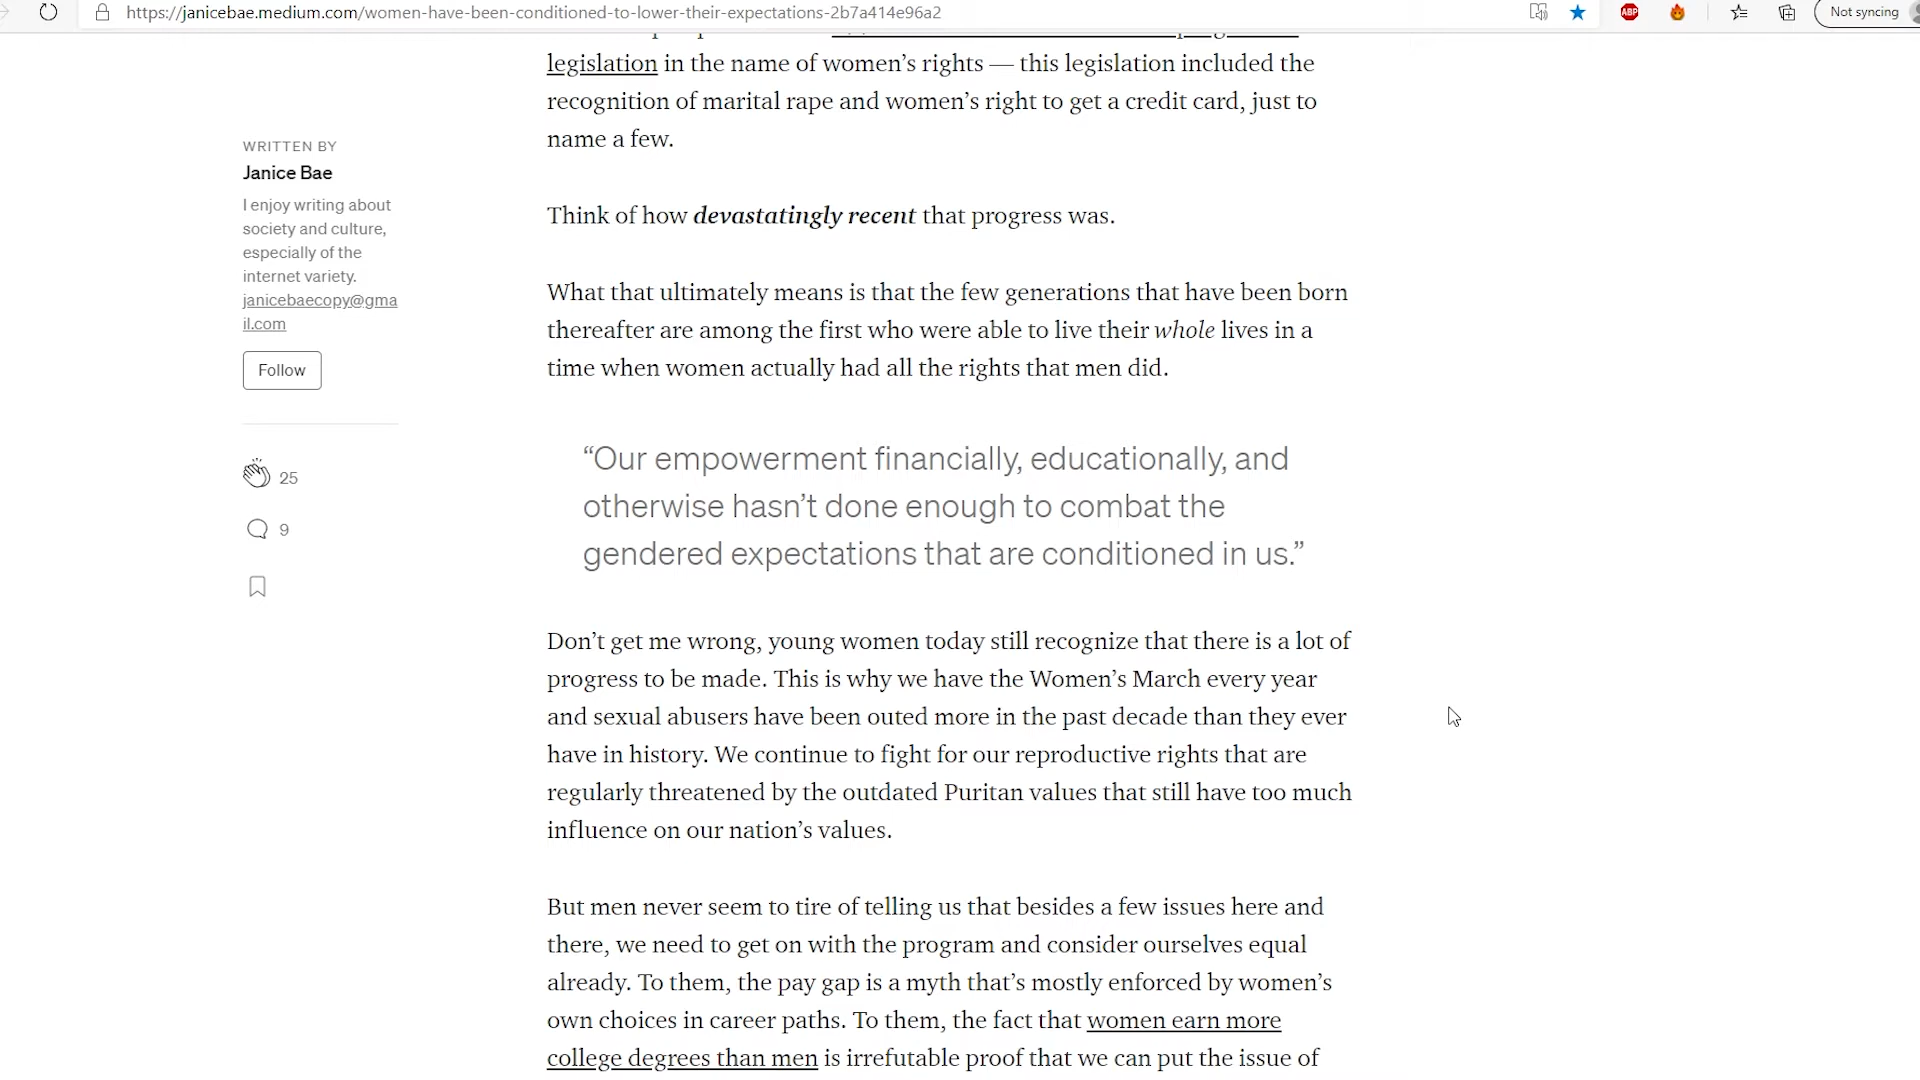 https://janicebae.medium.com/women-have-been-conditioned-to-lower-their-expectations-2b7a414e96a2
ABP
Not syncing
legislation in the name of women's rights — this legislation included the
recognition of marital rape and women's right to get a credit card, just to
name a few.
WRITTEN BY
Janice Bae
I enjoy writing about
society and culture,
especially of the
internet variety.
janicebaecopy@gma
il.com
Follow
25
9
Think of how devastatingly recent that progress was.
What that ultimately means is that the few generations that have been born
thereafter are among the first who were able to live their whole lives in a
time when women actually had all the rights that men did.
“Our empowerment financially, educationally, and
otherwise hasn’t done enough to combat the
gendered expectations that are conditioned in us.”
Don’t get me wrong, young women today still recognize that there is a lot of
progress to be made. This is why we have the Women’s March every year
and sexual abusers have been outed more in the past decade than they ever
have in history. We continue to fight for our reproductive rights that are
regularly threatened by the outdated Puritan values that still have too much
influence on our nation’s values.
But men never seem to tire of telling us that besides a few issues here and
there, we need to get on with the program and consider ourselves equal
already. To them, the pay gap is a myth that’s mostly enforced by women’s
own choices in career paths. To them, the fact that women earn more
college degrees than men is irrefutable proof that we can put the issue of